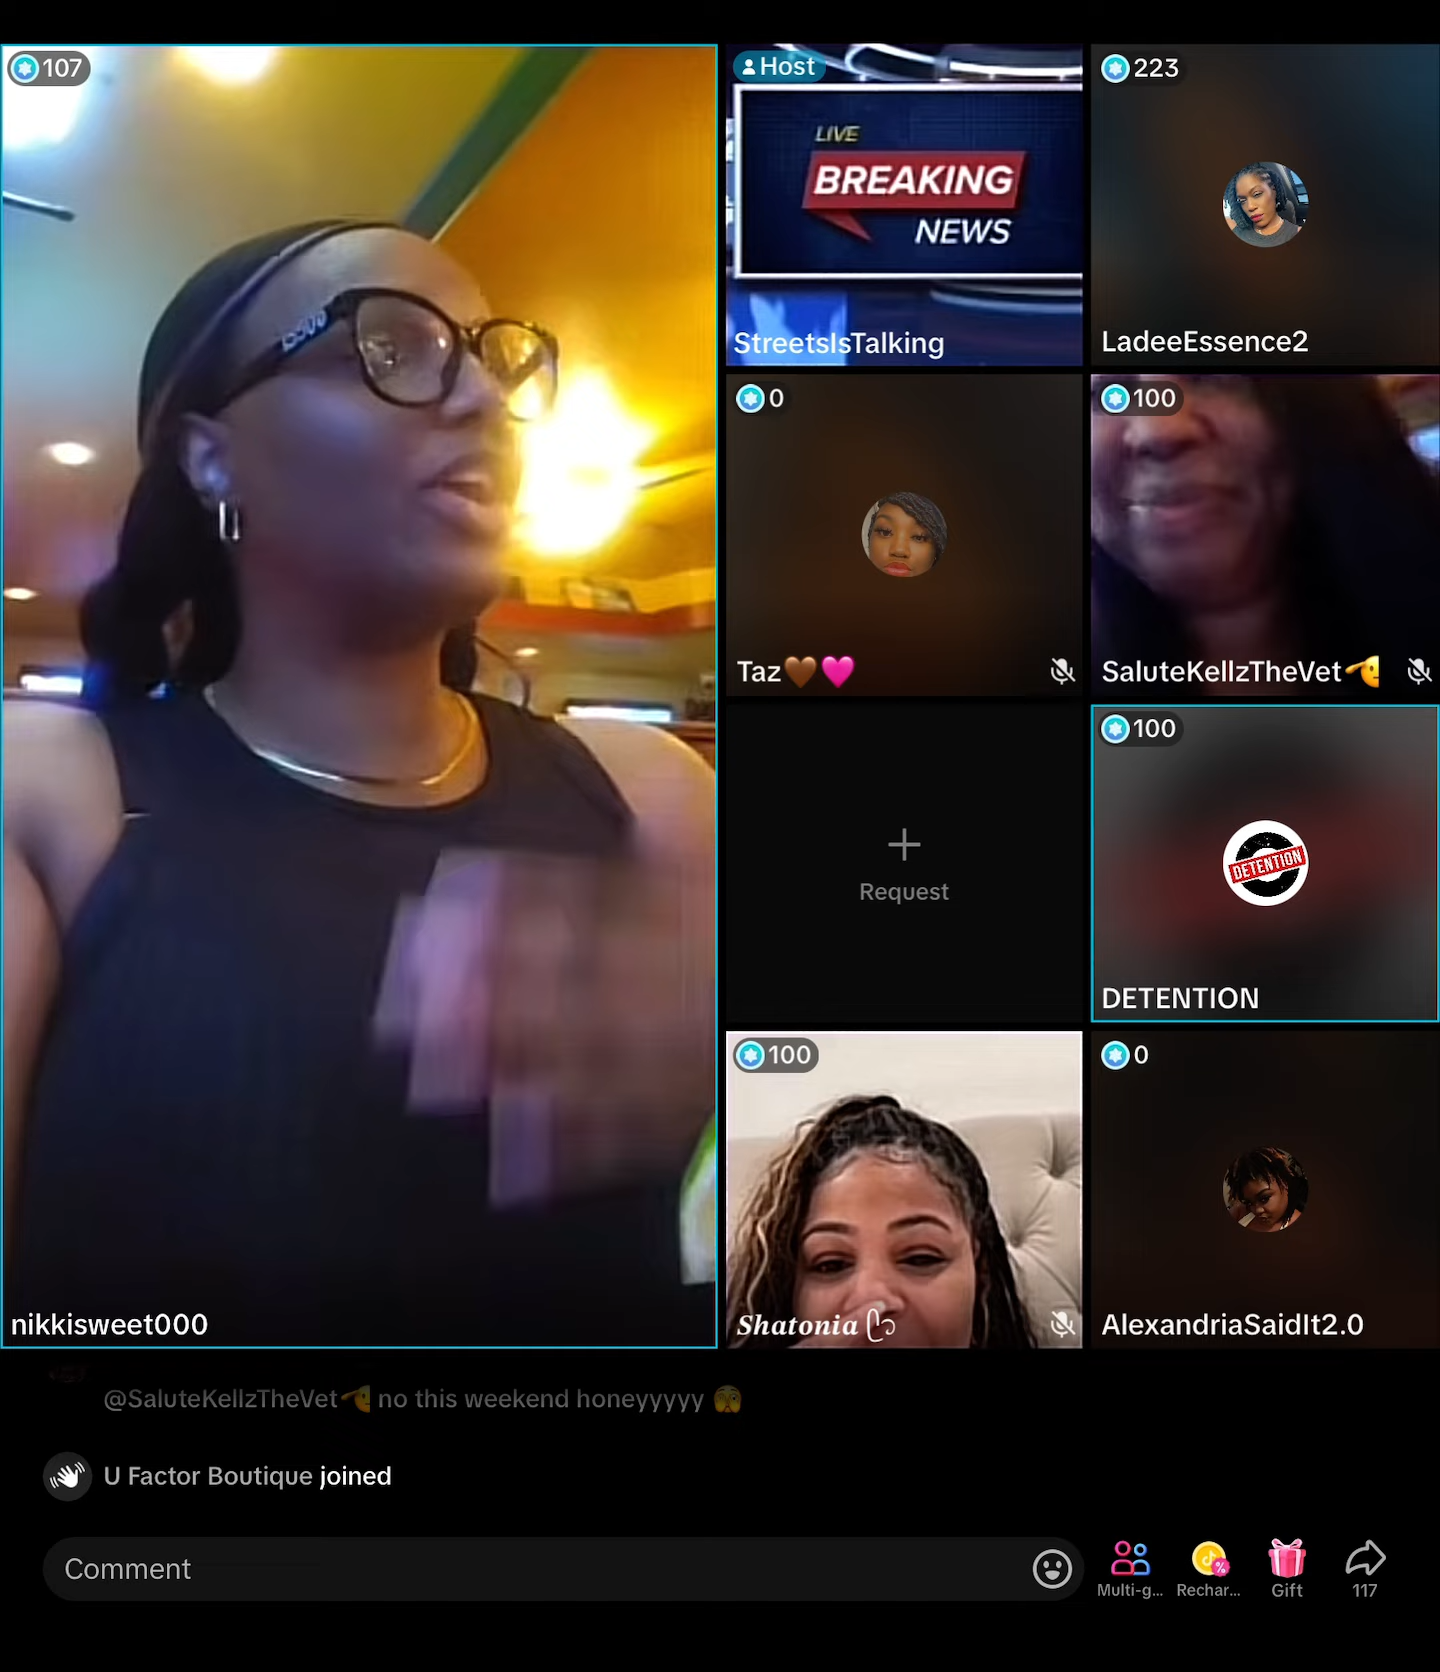 107
Host
LIVE
BREAKING
NEWS
StreetsIsTalking
223
LadeeEssence2
0
Taz🤎🩷
100
SaluteKellzTheVet🫡
Request
100
DETENTION
DETENTION
100
Shatonia
0
AlexandriaSaidIt2.0
nikkisweet000
@SaluteKellzTheVet🫡 no this weekend honeyyyyy 🫣
U Factor Boutique joined
Comment
Multi-g...
Rechar...
Gift
117